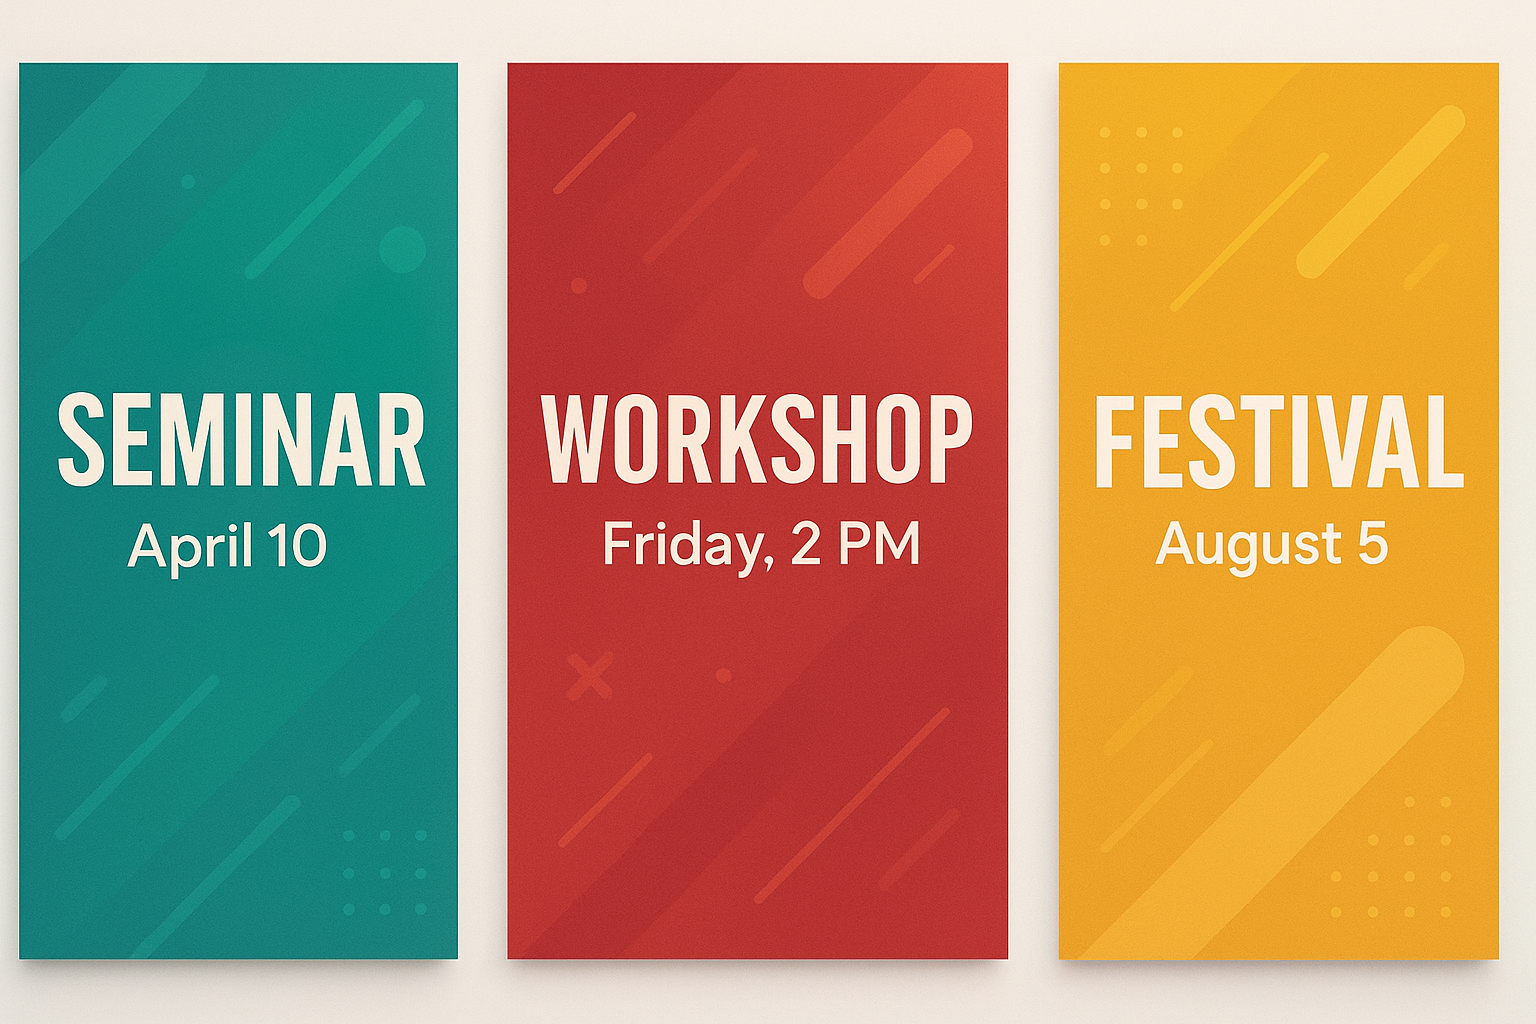 SEMINAR
April 10
WORKSHOP
Friday, 2 PM
FESTIVAL
August 5